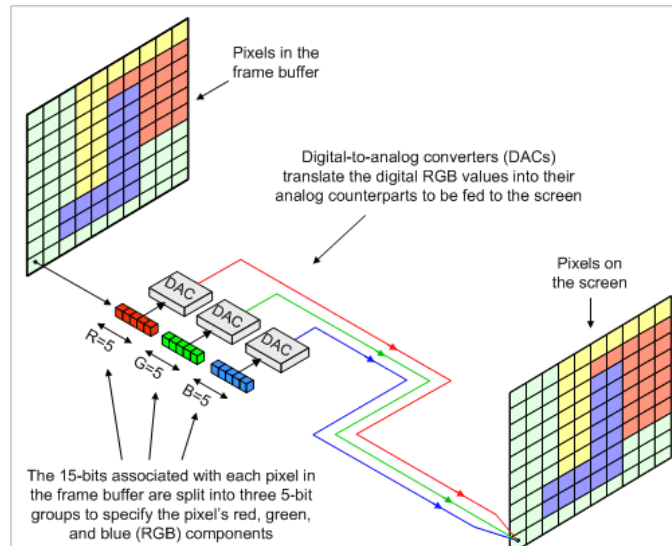 Pixels in the
frame buffer
Digital-to-analog converters (DACs)
translate the digital RGB values into their
analog counterparts to be fed to the screen
Pixels on
the screen
DAC
DAC
DAC
R=5
G=5
B=5
The 15-bits associated with each pixel in
the frame buffer are split into three 5-bit
groups to specify the pixel's red, green,
and blue (RGB) components